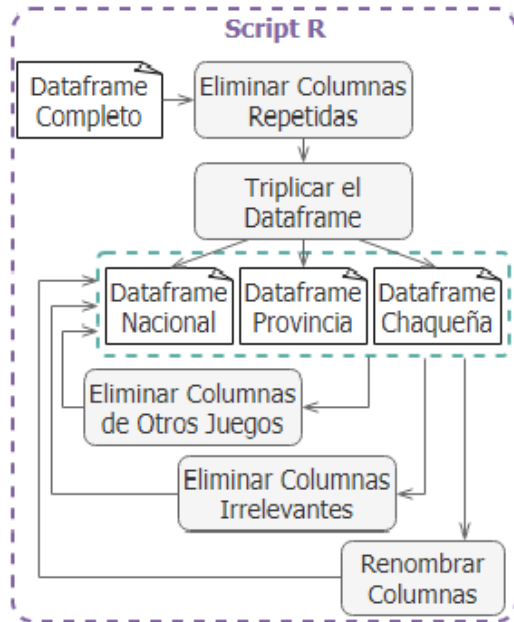 Script R
Dataframe
Completo
Eliminar Columnas
Repetidas
Triplicar el
Dataframe
Dataframe
Nacional
Dataframe
Provincia
Dataframe
Chaqueña
Eliminar Columnas
de Otros Juegos
Eliminar Columnas
Irrelevantes
Renombrar
Columnas